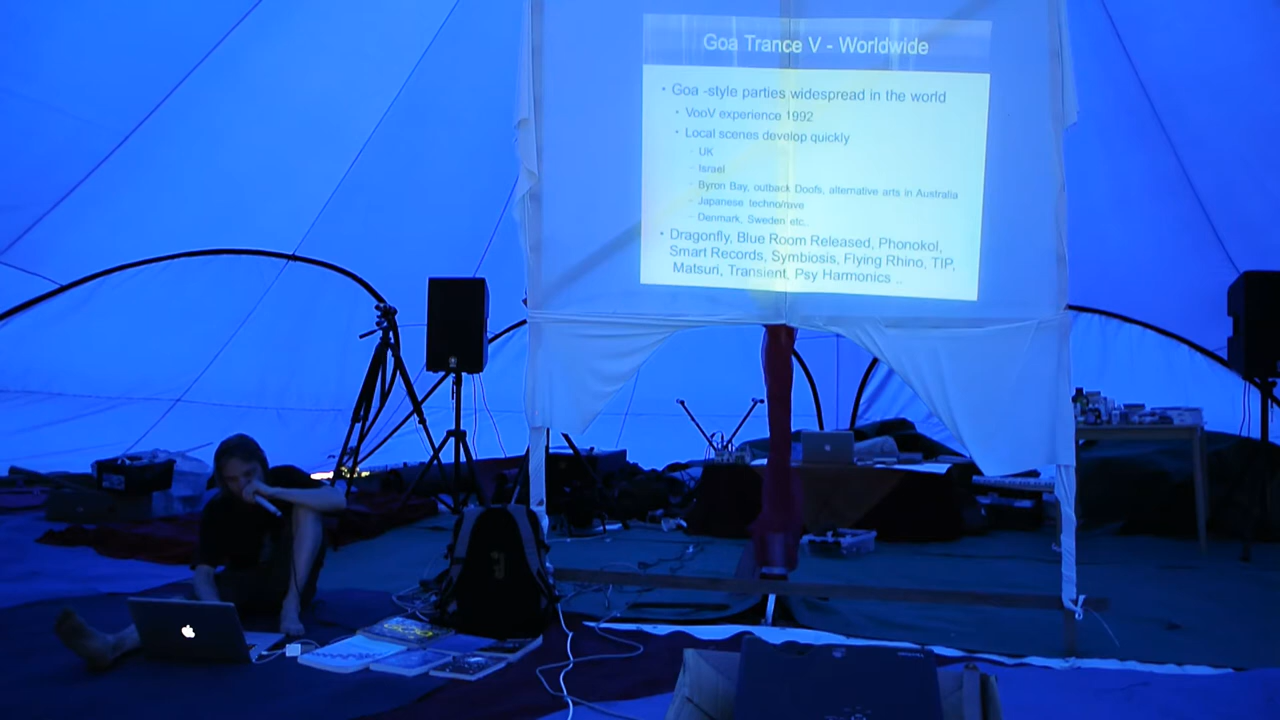 Goa Trance V - Worldwide
• Goa -style parties widespread in the world
• VooV experience 1992
• Local scenes develop quickly
– UK
– Israel
– Byron Bay, outback Doofs, alternative arts in Australia
– Japanese techno/rave
– Denmark, Sweden etc..
• Dragonfly, Blue Room Released, Phonokol,
Smart Records, Symbiosis, Flying Rhino, TIP,
Matsuri, Transient, Psy Harmonics ..